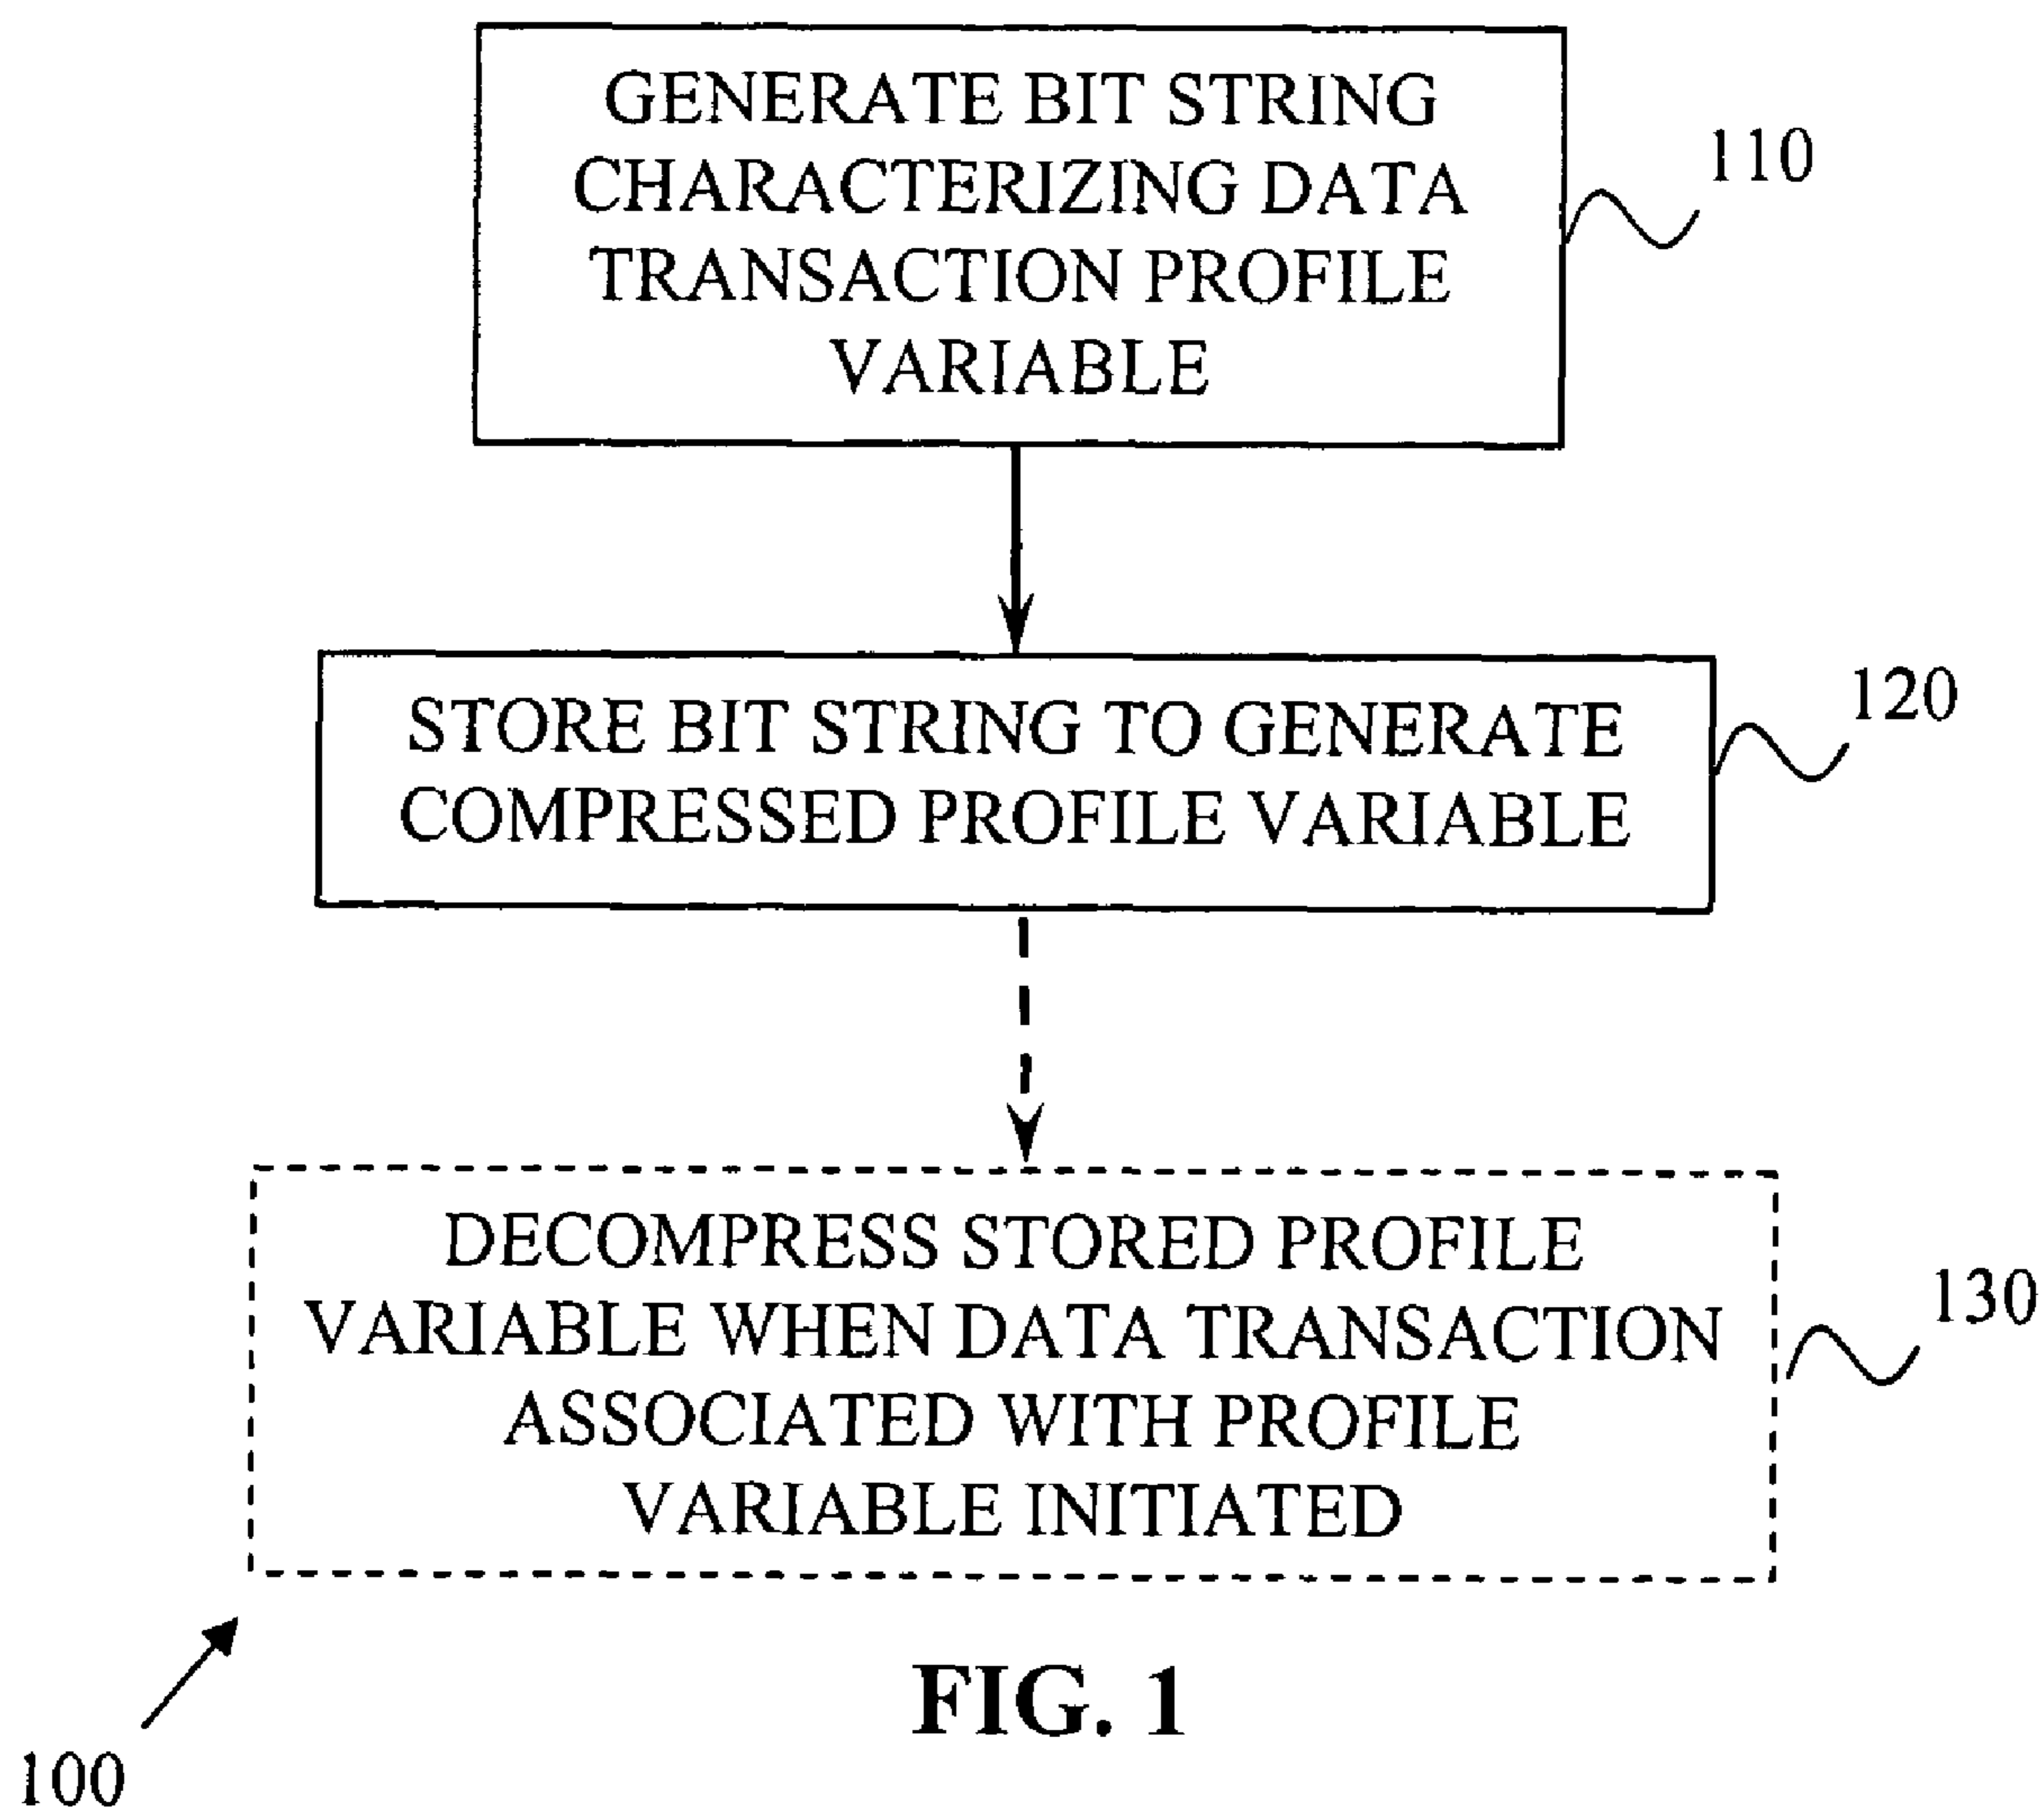 GENERATE BIT STRING
CHARACTERIZING DATA
TRANSACTION PROFILE
VARIABLE
110
STORE BIT STRING TO GENERATE
COMPRESSED PROFILE VARIABLE
120
DECOMPRESS STORED PROFILE
VARIABLE WHEN DATA TRANSACTION
ASSOCIATED WITH PROFILE
VARIABLE INITIATED
130
100
FIG. 1